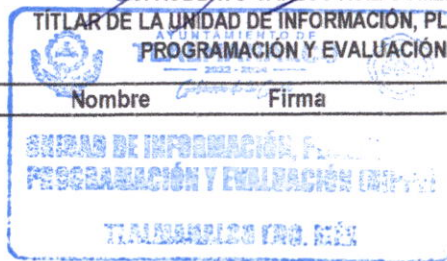 TÍTLAR DE LA UNIDAD DE INFORMACIÓN, PL
PROGRAMACIÓN Y EVALUACIÓN
AYUNTAMIENTO DE
2022 - 2024
Nombre Firma
UNIDAD DE INFORMACIÓN,
PROGRAMACIÓN Y EVALUACIÓN
TLALMANALCO EDO. MÉX